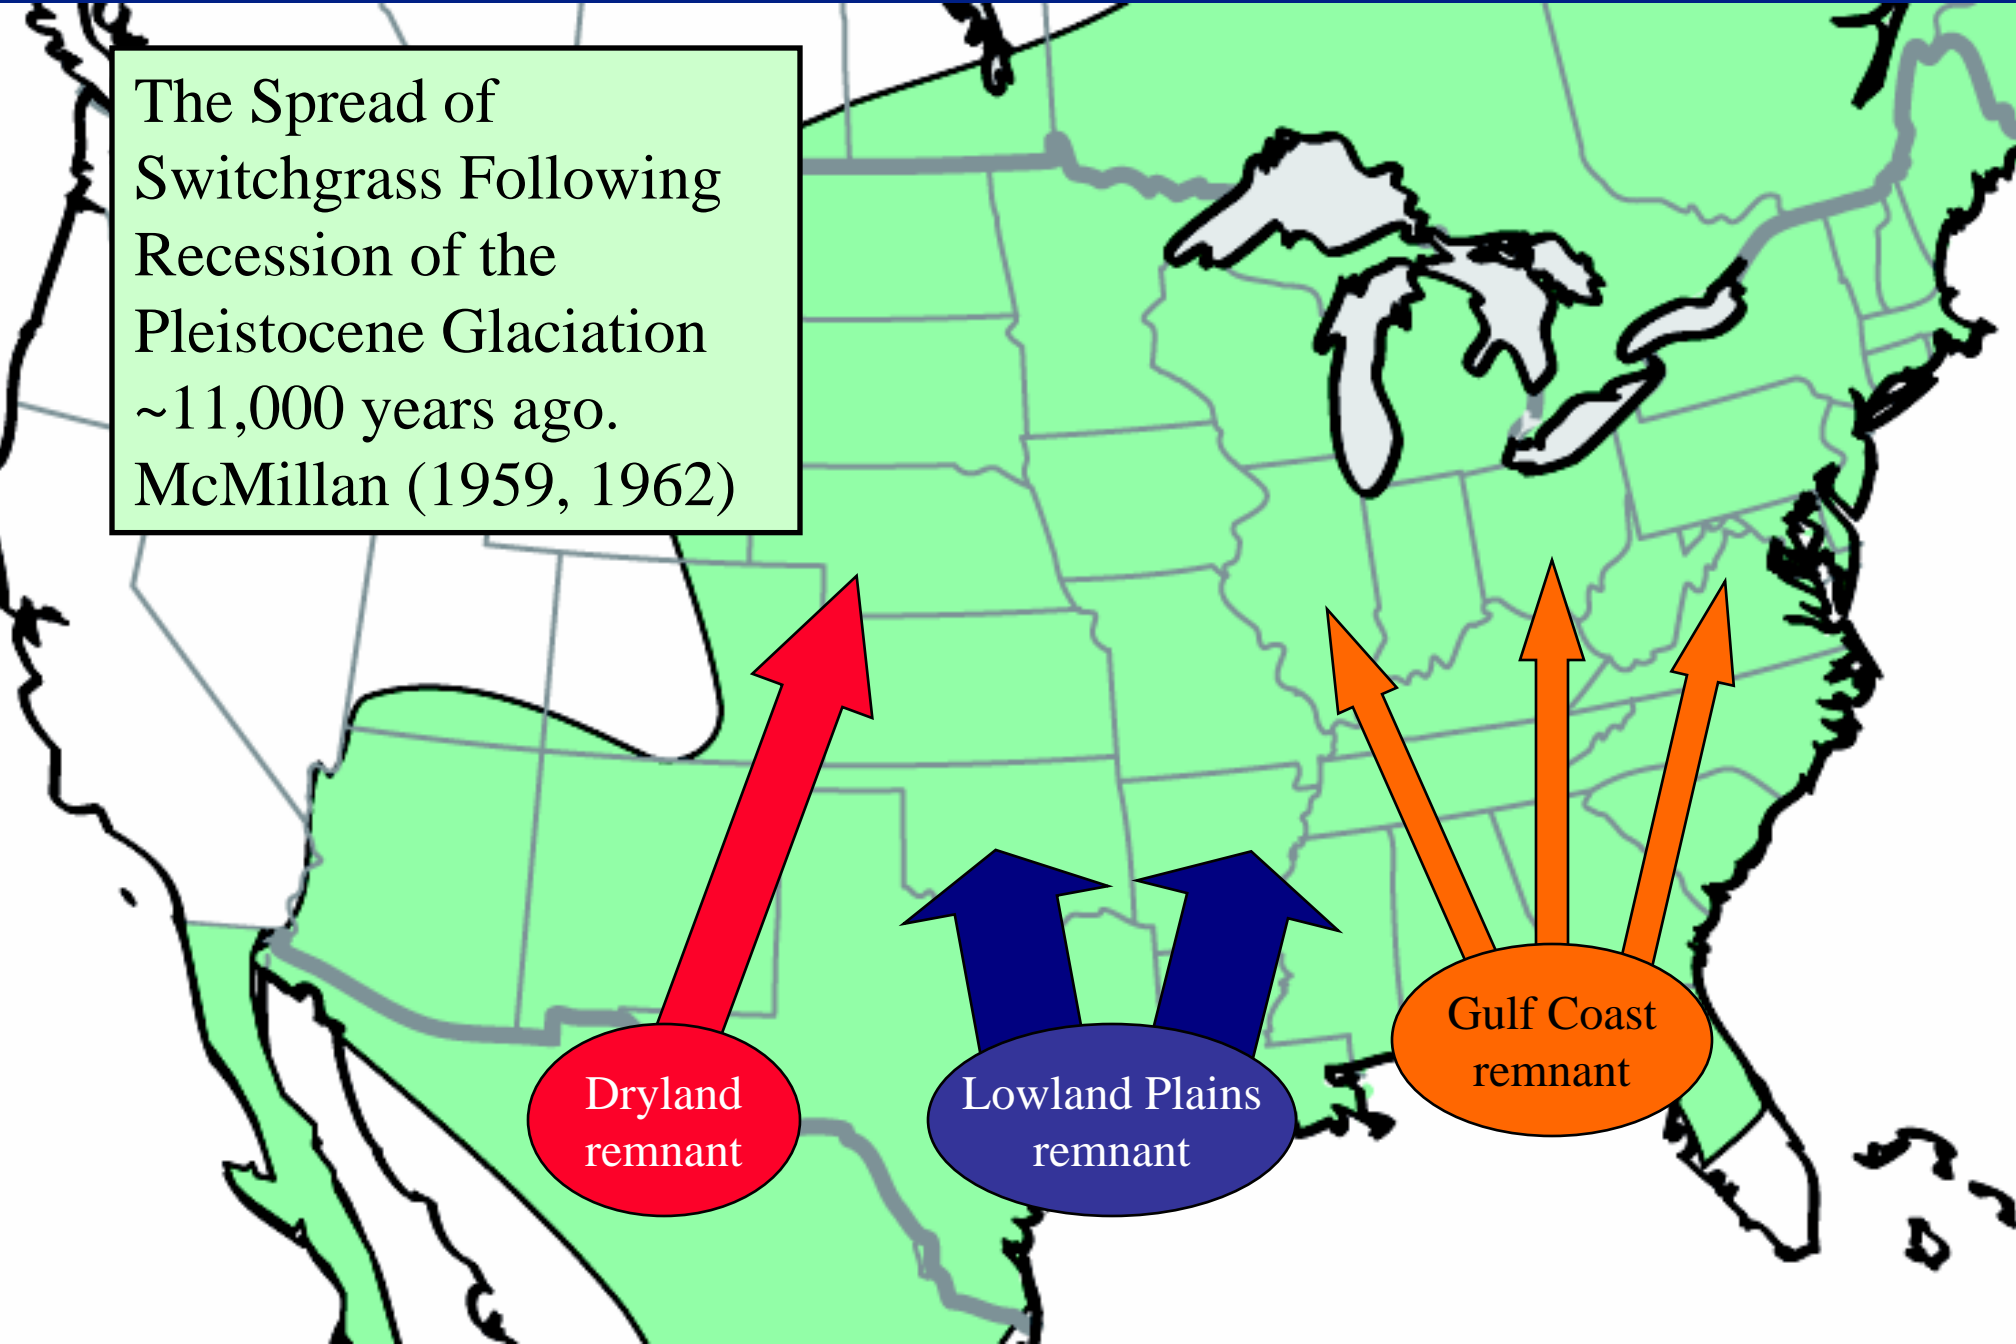 The Spread of
Switchgrass Following
Recession of the
Pleistocene Glaciation
~11,000 years ago.
McMillan (1959, 1962)
Gulf Coast
remnant
Dryland
remnant
Lowland Plains
remnant